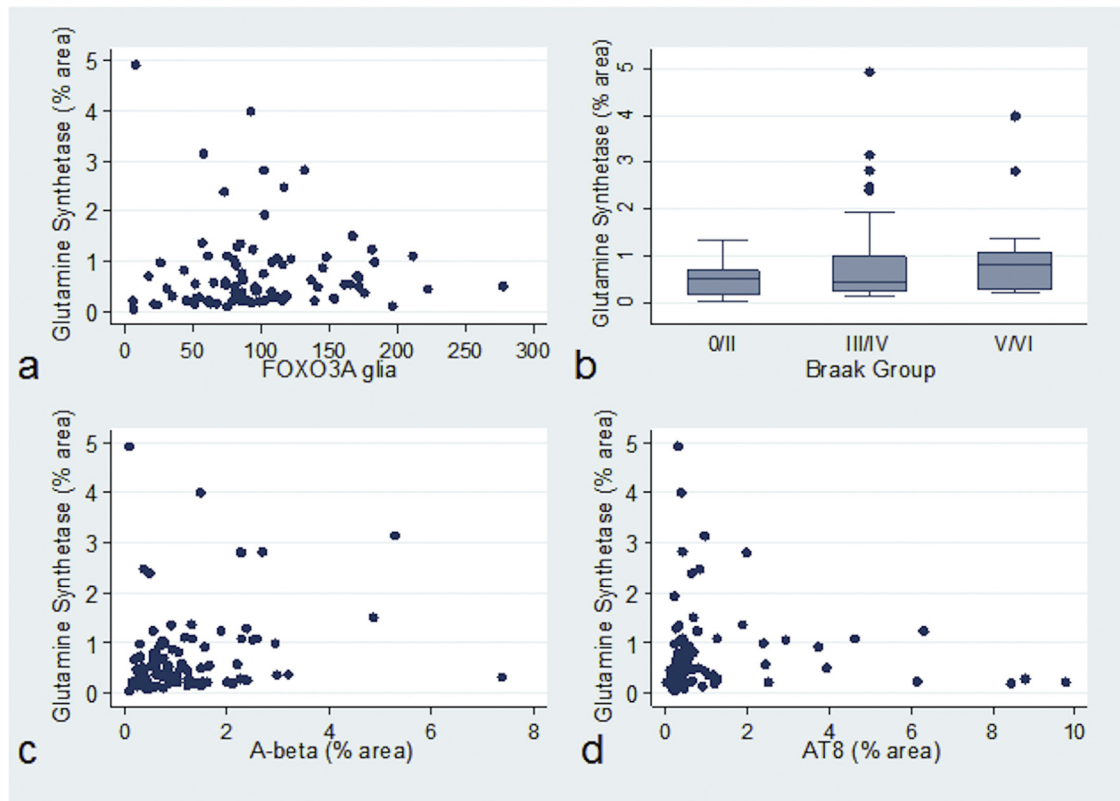 Glutamine Synthetase (% area)
5
4
3
2
1
0
0 50 100 150 200 250 300
FOXO3A glia
a
Glutamine Synthetase (% area)
5
4
3
2
1
0
0/II III/IV V/VI
Braak Group
b
Glutamine Synthetase (% area)
5
4
3
2
1
0
0 2 4 6 8
A-beta (% area)
c
Glutamine Synthetase (% area)
5
4
3
2
1
0
0 2 4 6 8 10
AT8 (% area)
d